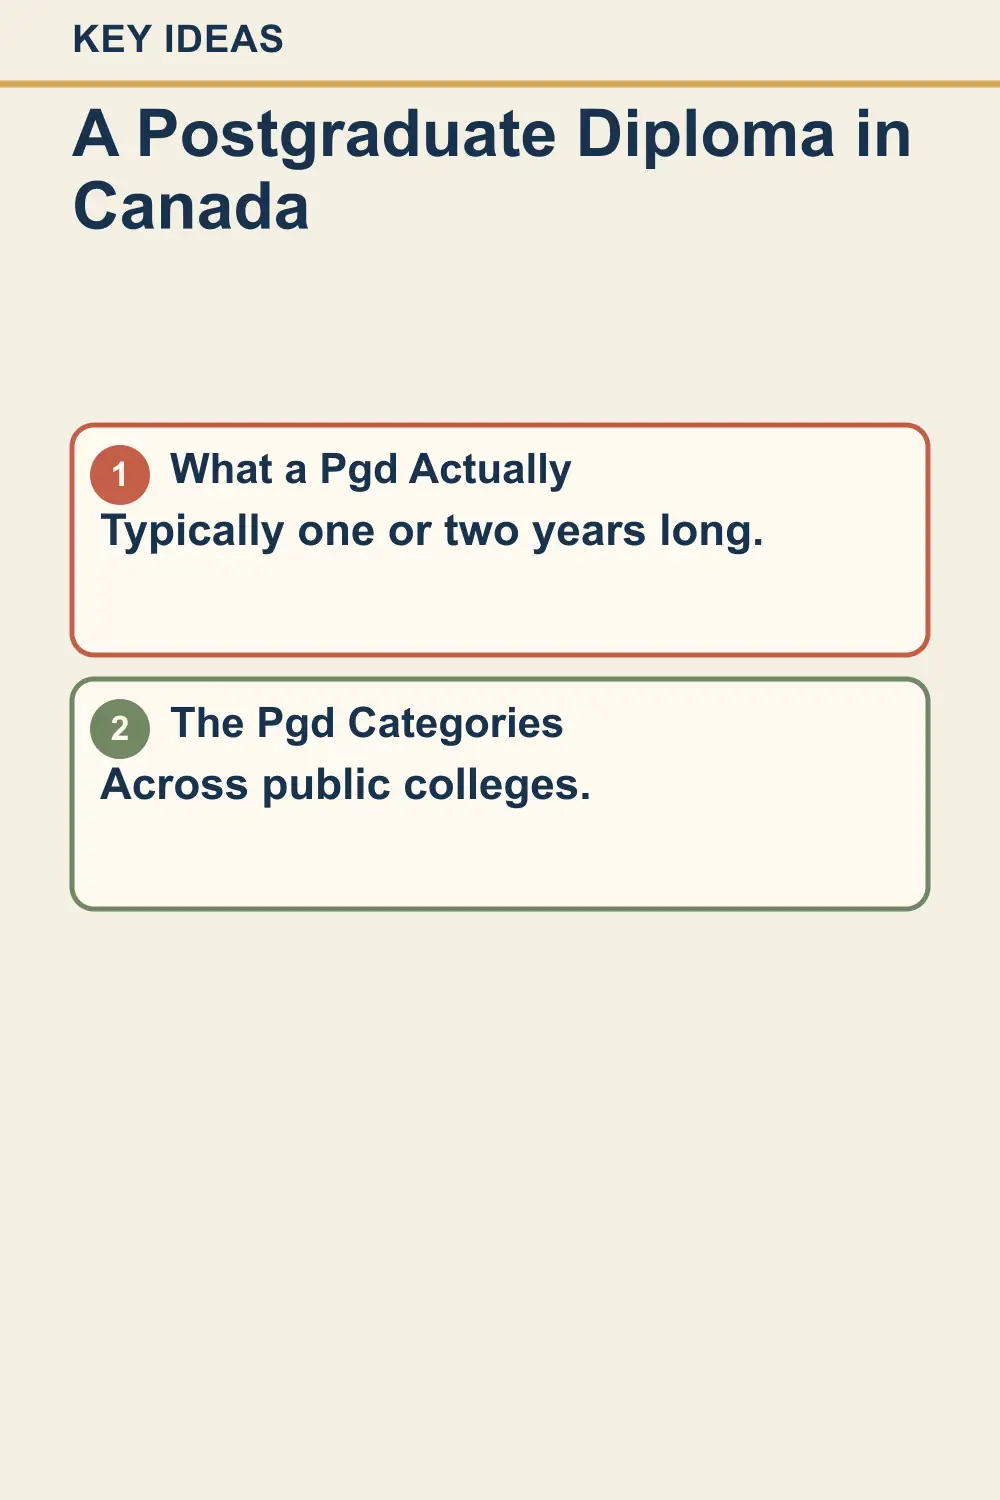 KEY IDEAS
A Postgraduate Diploma in
Canada
1 What a Pgd Actually
Typically one or two years long.
2 The Pgd Categories
Across public colleges.